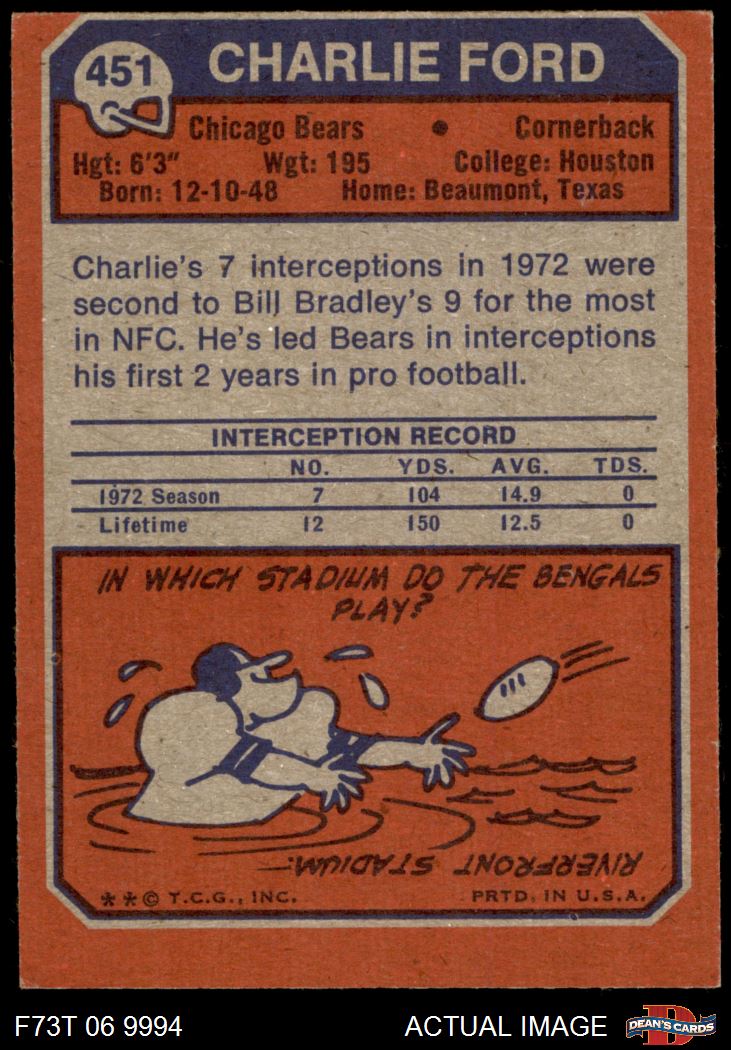 451
CHARLIE FORD
Chicago Bears • Cornerback
Hgt: 6'3" Wgt: 195 College: Houston
Born: 12-10-48 Home: Beaumont, Texas
Charlie's 7 interceptions in 1972 were
second to Bill Bradley's 9 for the most
in NFC. He's led Bears in interceptions
his first 2 years in pro football.
INTERCEPTION RECORD
NO. YDS. AVG. TDS.
1972 Season 7 104 14.9 0
Lifetime 12 150 12.5 0
IN WHICH STADIUM DO THE BENGALS
PLAY?
RIVERFRONT STADIUM.
** © T.C.G., INC. PRTD. IN U.S.A.
F73T 06 9994 ACTUAL IMAGE
D
DEAN'S CARDS